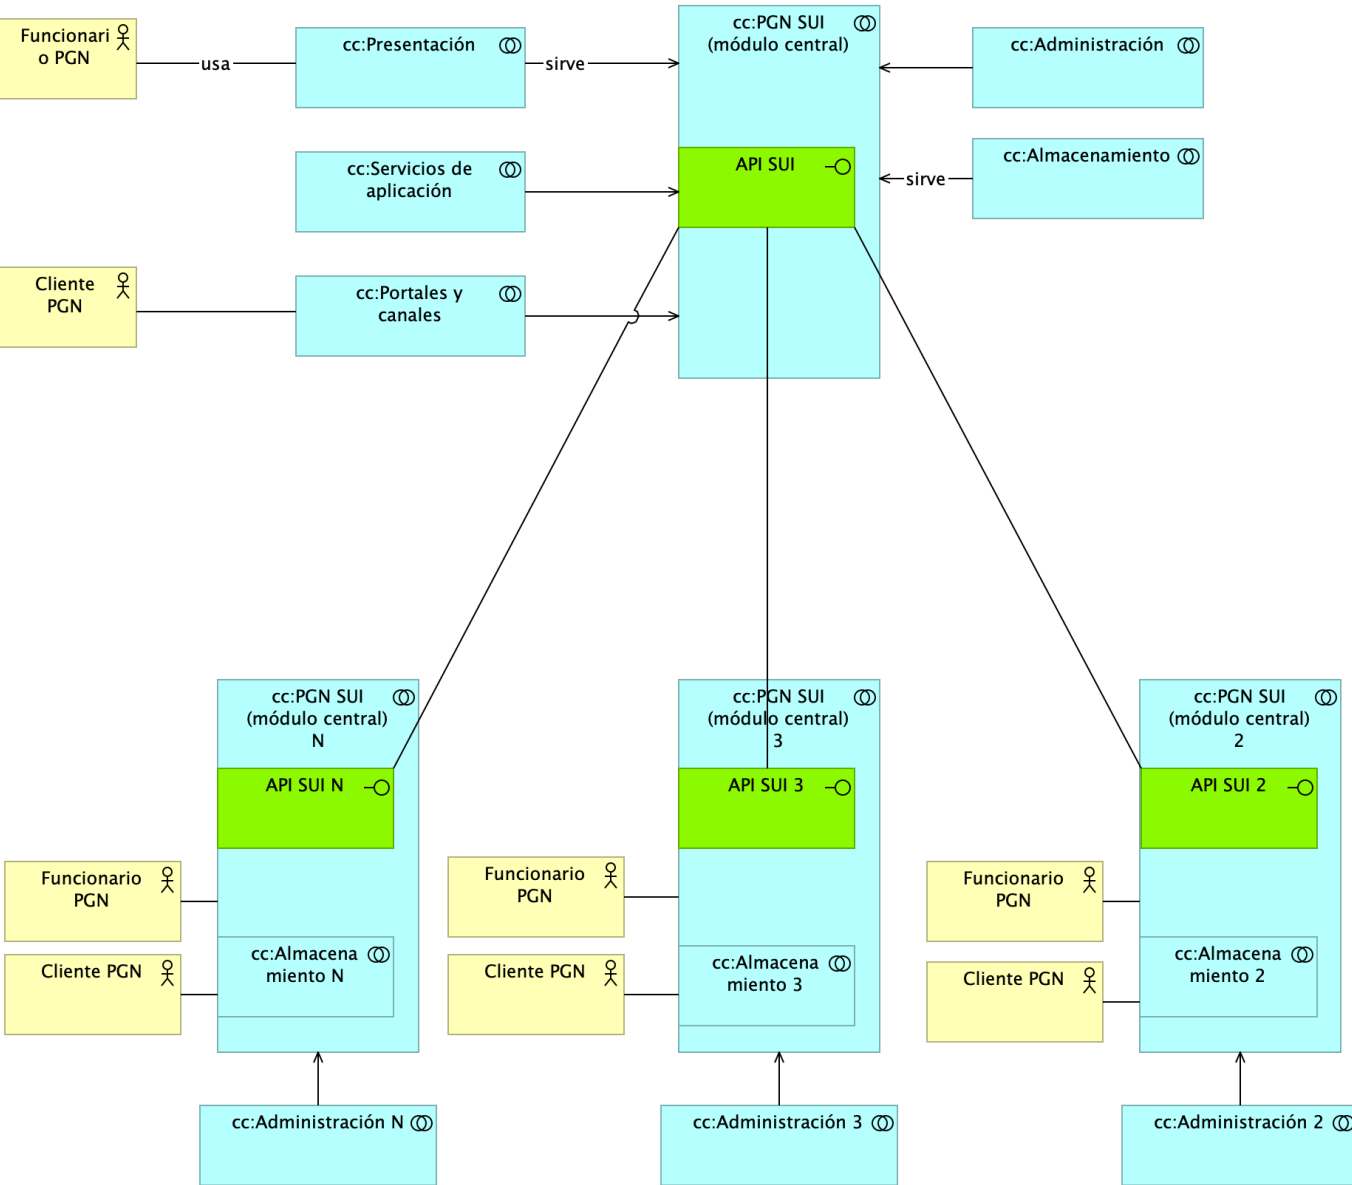 Funcionari
o PGN
usa
cc:Presentación
sirve
cc:PGN SUI
(módulo central)
cc:Administración
cc:Servicios de
aplicación
API SUI
sirve
cc:Almacenamiento
Cliente
PGN
cc:Portales y
canales
cc:PGN SUI
(módulo central)
N
API SUI N
Funcionario
PGN
Cliente PGN
cc:Almacena
miento N
cc:Administración N
cc:PGN SUI
(módulo central)
3
API SUI 3
Funcionario
PGN
Cliente PGN
cc:Almacena
miento 3
cc:Administración 3
cc:PGN SUI
(módulo central)
2
API SUI 2
Funcionario
PGN
Cliente PGN
cc:Almacena
miento 2
cc:Administración 2